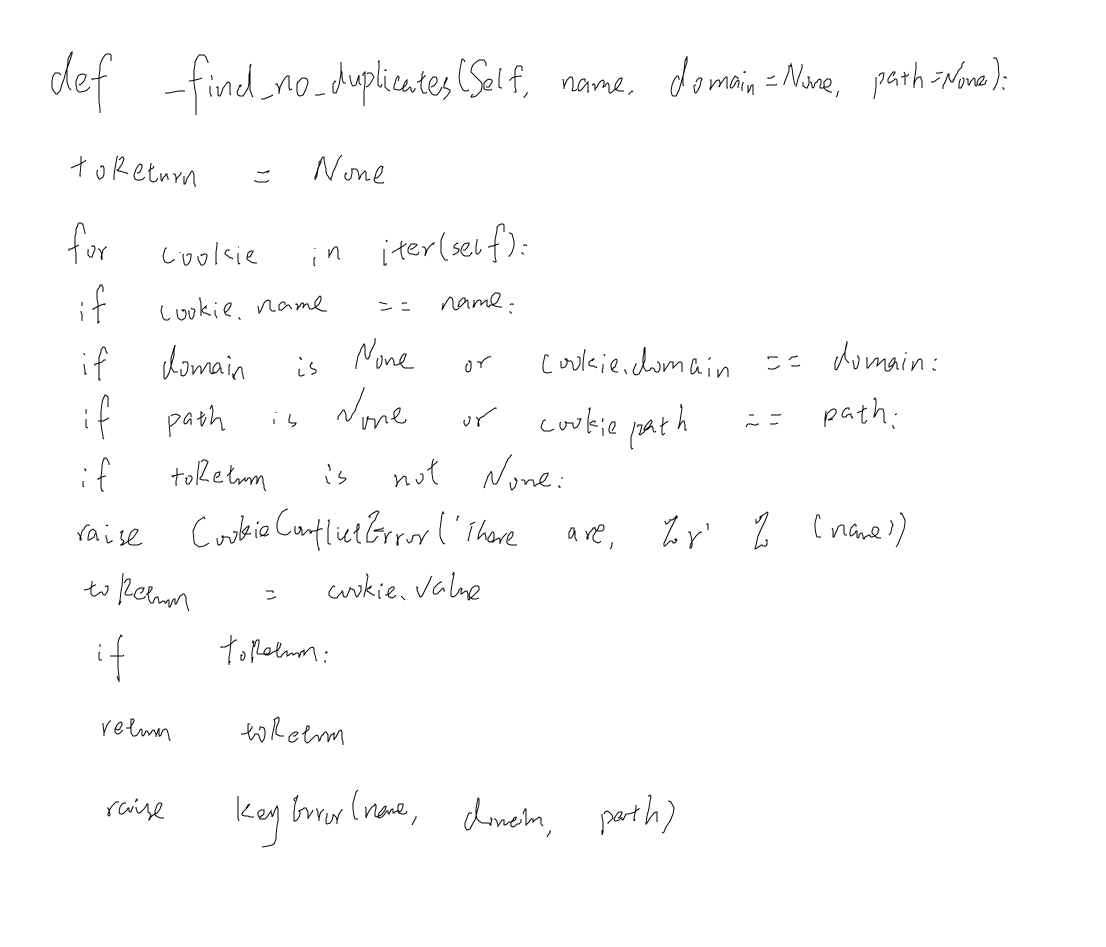 def _find_no_duplicates(Self, name, domain=None, path=None):
toReturn = None
for cookie in iter(self):
if cookie.name == name:
if domain is None or cookie.domain == domain:
if path is None or cookie path == path:
if toReturn is not None:
raise CookieConflictError('There are, %r' % (name))
toReturn = cookie.value
if toReturn:
return toReturn
raise KeyError(name, domain, path)